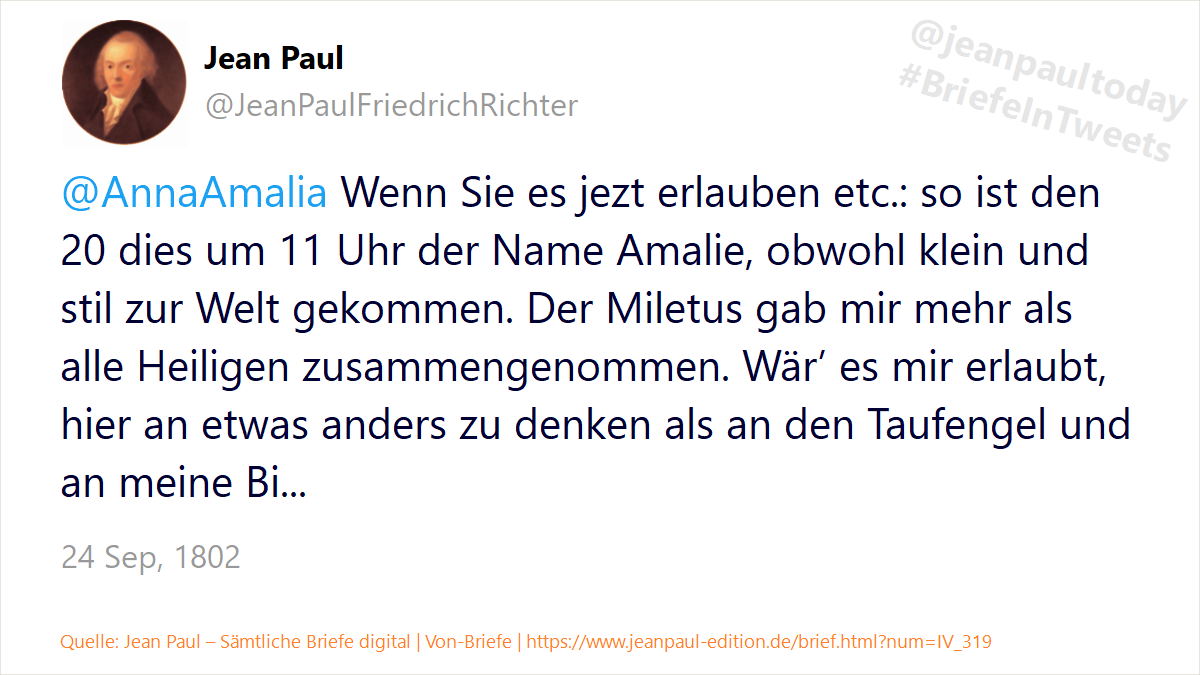 Jean Paul
@JeanPaulFriedrichRichter
@jeanpaultoday
#BriefeInTweets
@AnnaAmalia Wenn Sie es jezt erlauben etc.: so ist den
20 dies um 11 Uhr der Name Amalie, obwohl klein und
stil zur Welt gekommen. Der Miletus gab mir mehr als
alle Heiligen zusammengenommen. Wär’ es mir erlaubt,
hier an etwas anders zu denken als an den Taufengel und
an meine Bi...
24 Sep, 1802
Quelle: Jean Paul – Sämtliche Briefe digital | Von-Briefe | https://www.jeanpaul-edition.de/brief.html?num=IV_319